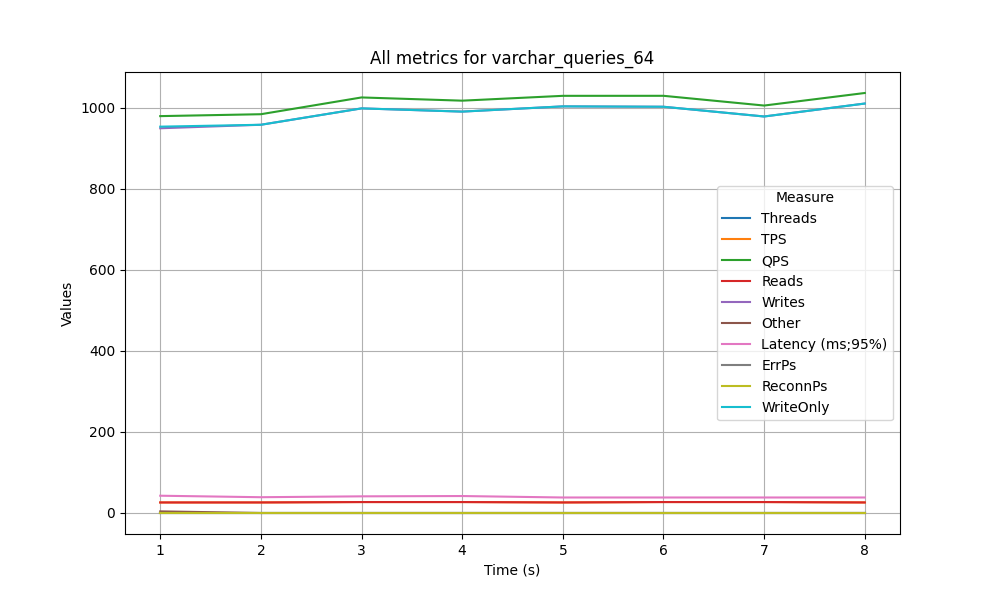 All metrics for varchar_queries_64
Values
1000
800
600
400
200
0
Measure
Threads
TPS
QPS
Reads
Writes
Other
Latency (ms;95%)
ErrPs
ReconnPs
WriteOnly
1 2 3 4 5 6 7 8
Time (s)